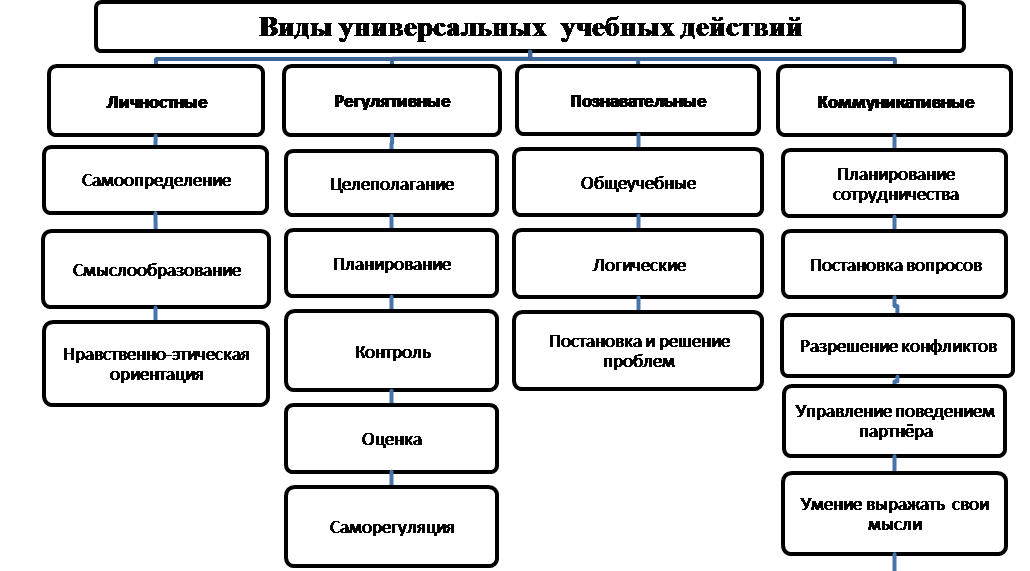 Виды универсальных учебных действий
Личностные
Самоопределение
Смыслообразование
Нравственно-этическая
ориентация
Регулятивные
Целеполагание
Планирование
Контроль
Оценка
Саморегуляция
Познавательные
Общеучебные
Логические
Постановка и решение
проблем
Коммуникативные
Планирование
сотрудничества
Постановка вопросов
Разрешение конфликтов
Управление поведением
партнёра
Умение выражать свои
мысли